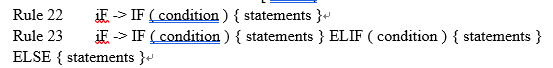 Rule 22 iF -> IF ( condition ) { statements }↵
Rule 23 iF -> IF ( condition ) { statements } ELIF ( condition ) { statements }
ELSE { statements }↵